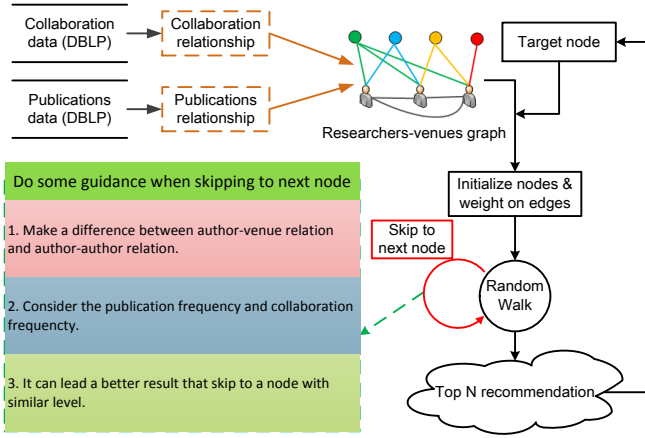 Collaboration
data (DBLP)
Collaboration
relationship
Target node
Publications
data (DBLP)
Publications
relationship
Researchers-venues graph
Do some guidance when skipping to next node
Initialize nodes &
weight on edges
1. Make a difference between author-venue relation
and author-author relation.
Skip to
next node
2. Consider the publication frequency and collaboration
frequencty.
Random
Walk
3. It can lead a better result that skip to a node with
similar level.
Top N recommendation